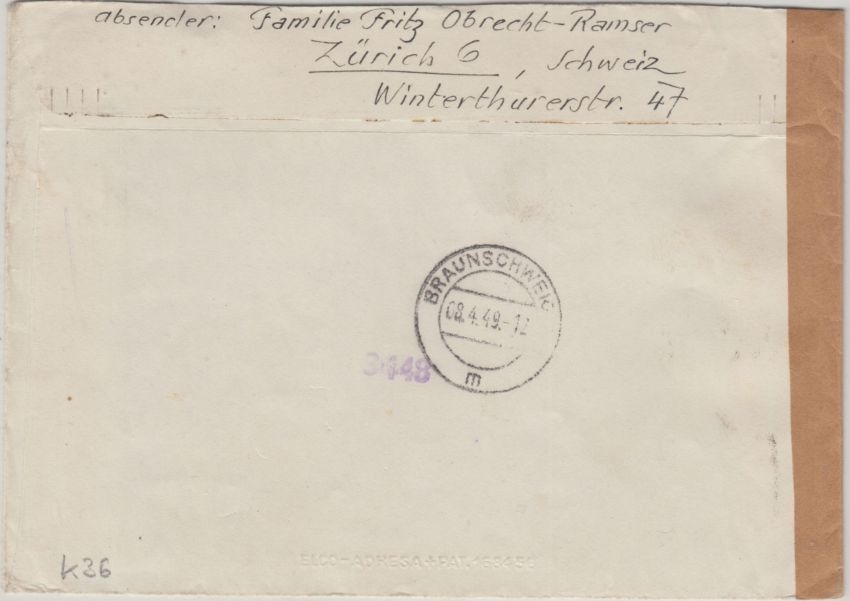 absender: Familie Fritz Obrecht-Ramser
Zürich 6, Schweiz
Winterthurerstr. 47
BRAUNSCHWEIG
08.4.49.-12
m
3448
ELCO-ADRESA+PAT.
k36